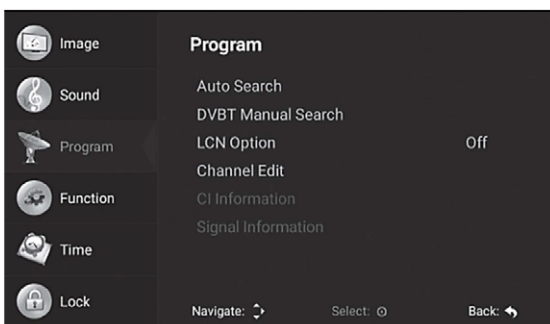 Image
Sound
Program
Function
Time
Lock
Program
Auto Search
DVBT Manual Search
LCN Option Off
Channel Edit
CI Information
Signal Information
Navigate: Select: Back: